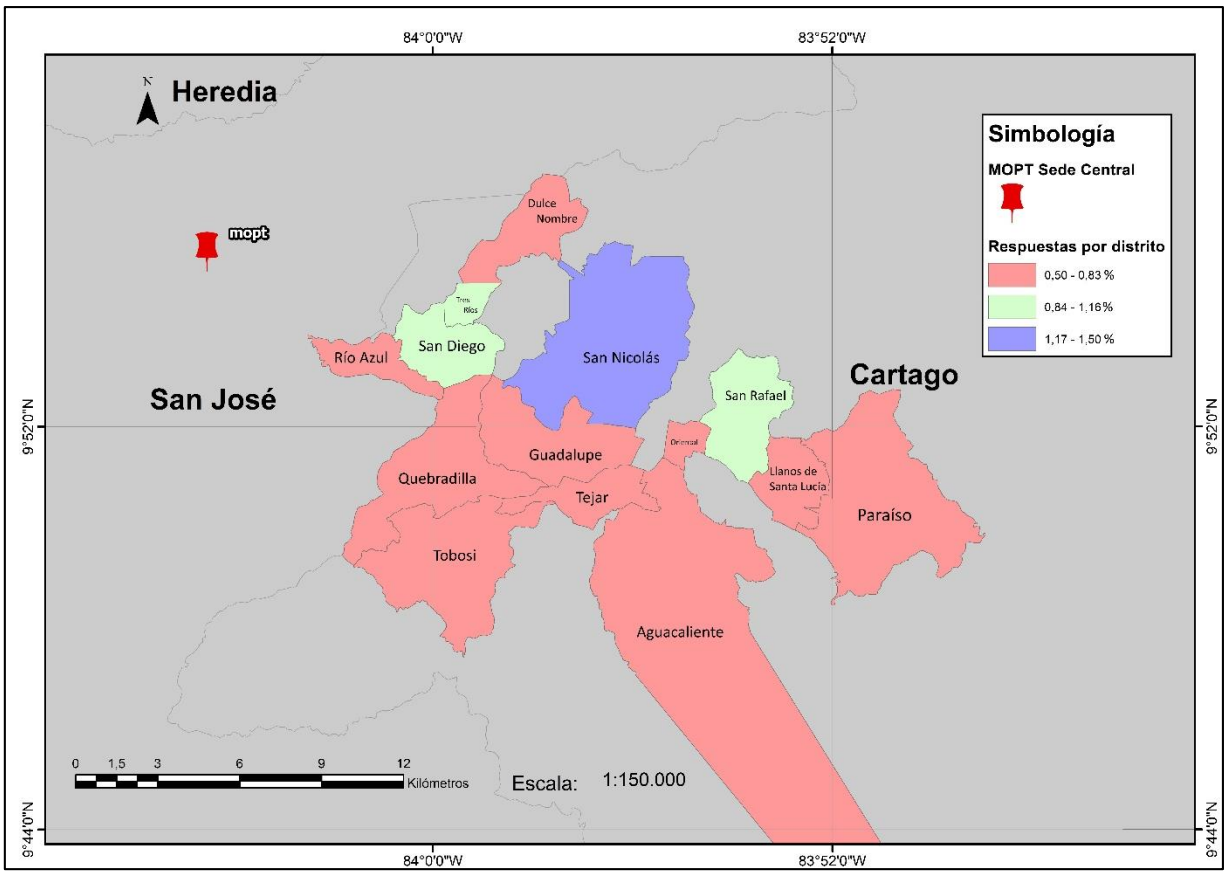 84°0'0"W
83°52'0"W
N
Heredia
Simbología
MOPT Sede Central
mopt
Respuestas por distrito
0,50 - 0,83 %
0,84 - 1,16 %
1,17 - 1,50 %
Dulce
Nombre
Tres
Ríos
San Diego
Río Azul
San Nicolás
San José
Cartago
San Rafael
9°52'0"N
9°52'0"N
Oriental
Guadalupe
Quebradilla
Llanos de
Santa Lucía
Tejar
Paraíso
Tobosi
Aguacaliente
0 1,5 3 6 9 12
Kilómetros
Escala: 1:150.000
9°44'0"N
9°44'0"N
84°0'0"W
83°52'0"W